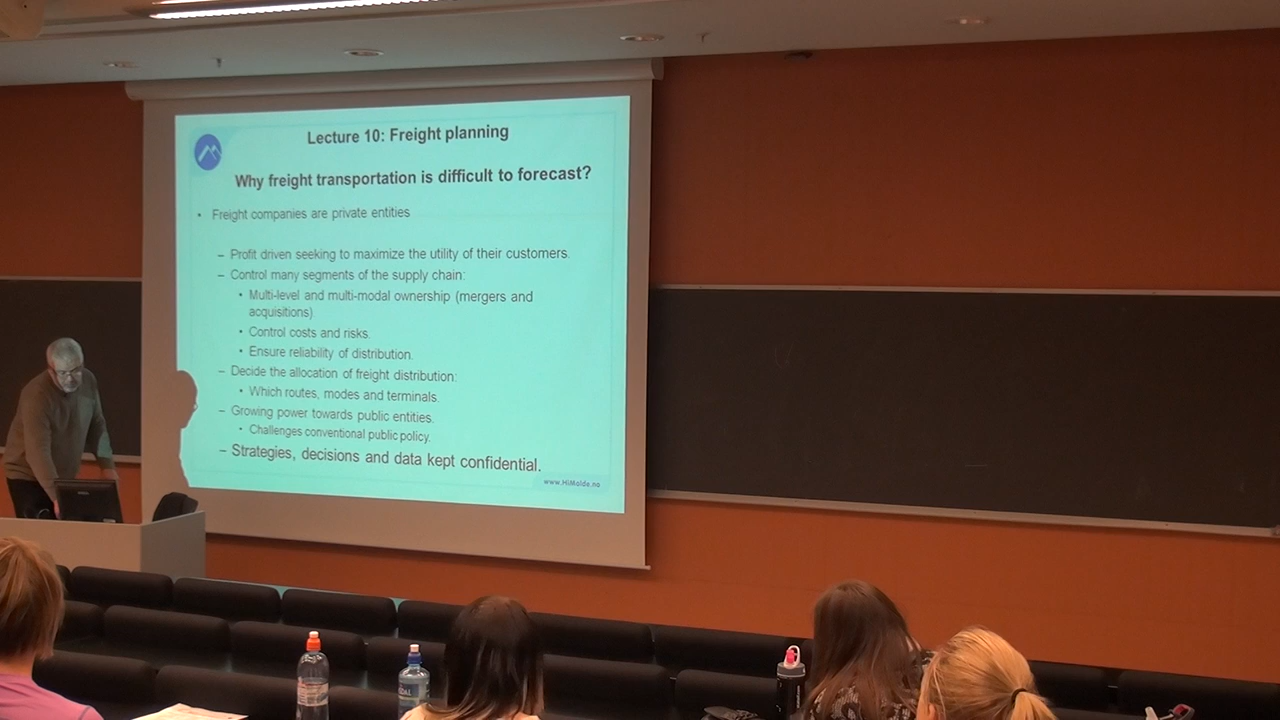 Lecture 10: Freight planning
Why freight transportation is difficult to forecast?
• Freight companies are private entities
– Profit driven seeking to maximize the utility of their customers.
– Control many segments of the supply chain:
• Multi-level and multi-modal ownership (mergers and
acquisitions)
• Control costs and risks.
• Ensure reliability of distribution.
– Decide the allocation of freight distribution:
• Which routes, modes and terminals.
– Growing power towards public entities.
• Challenges conventional public policy.
– Strategies, decisions and data kept confidential.
www.HiMolde.no